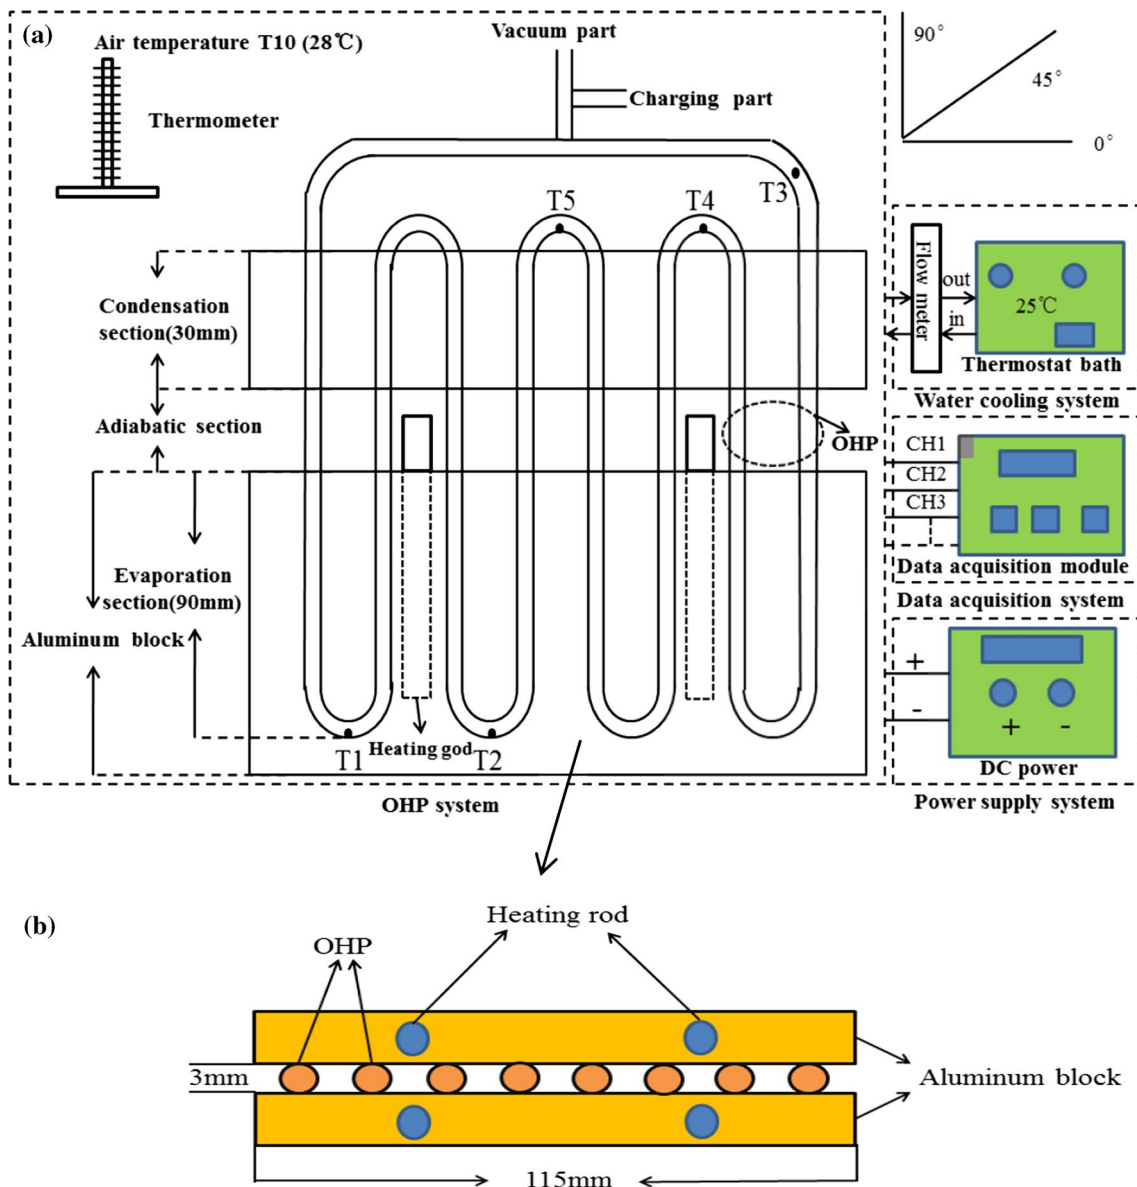 (a)
Air temperature T10 (28℃)
Thermometer
Vacuum part
Charging part
90°
45°
0°
T3
T5
T4
Condensation
section(30mm)
Adiabatic section
OHP
Evaporation
section(90mm)
Aluminum block
T1
Heating god
T2
OHP system
Flow meter
out
in
25℃
Thermostat bath
Water cooling system
CH1
CH2
CH3
Data acquisition module
Data acquisition system
+
-
+ -
DC power
Power supply system
(b)
Heating rod
OHP
3mm
Aluminum block
115mm